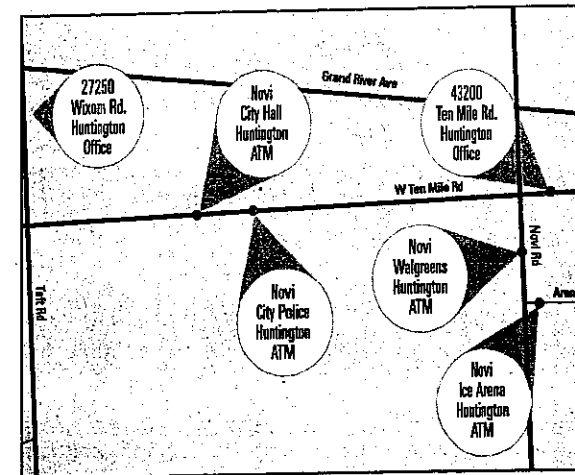 Grand River Ave
27250
Wixom Rd.
Huntington
Office
Novi
City Hall
Huntington
ATM
43200
Ten Mile Rd.
Huntington
Office
W Ten Mile Rd
Novi
Walgreens
Huntington
ATM
Novi Rd
Taft Rd
Novi
City Police
Huntington
ATM
Novi
Ice Arena
Huntington
ATM